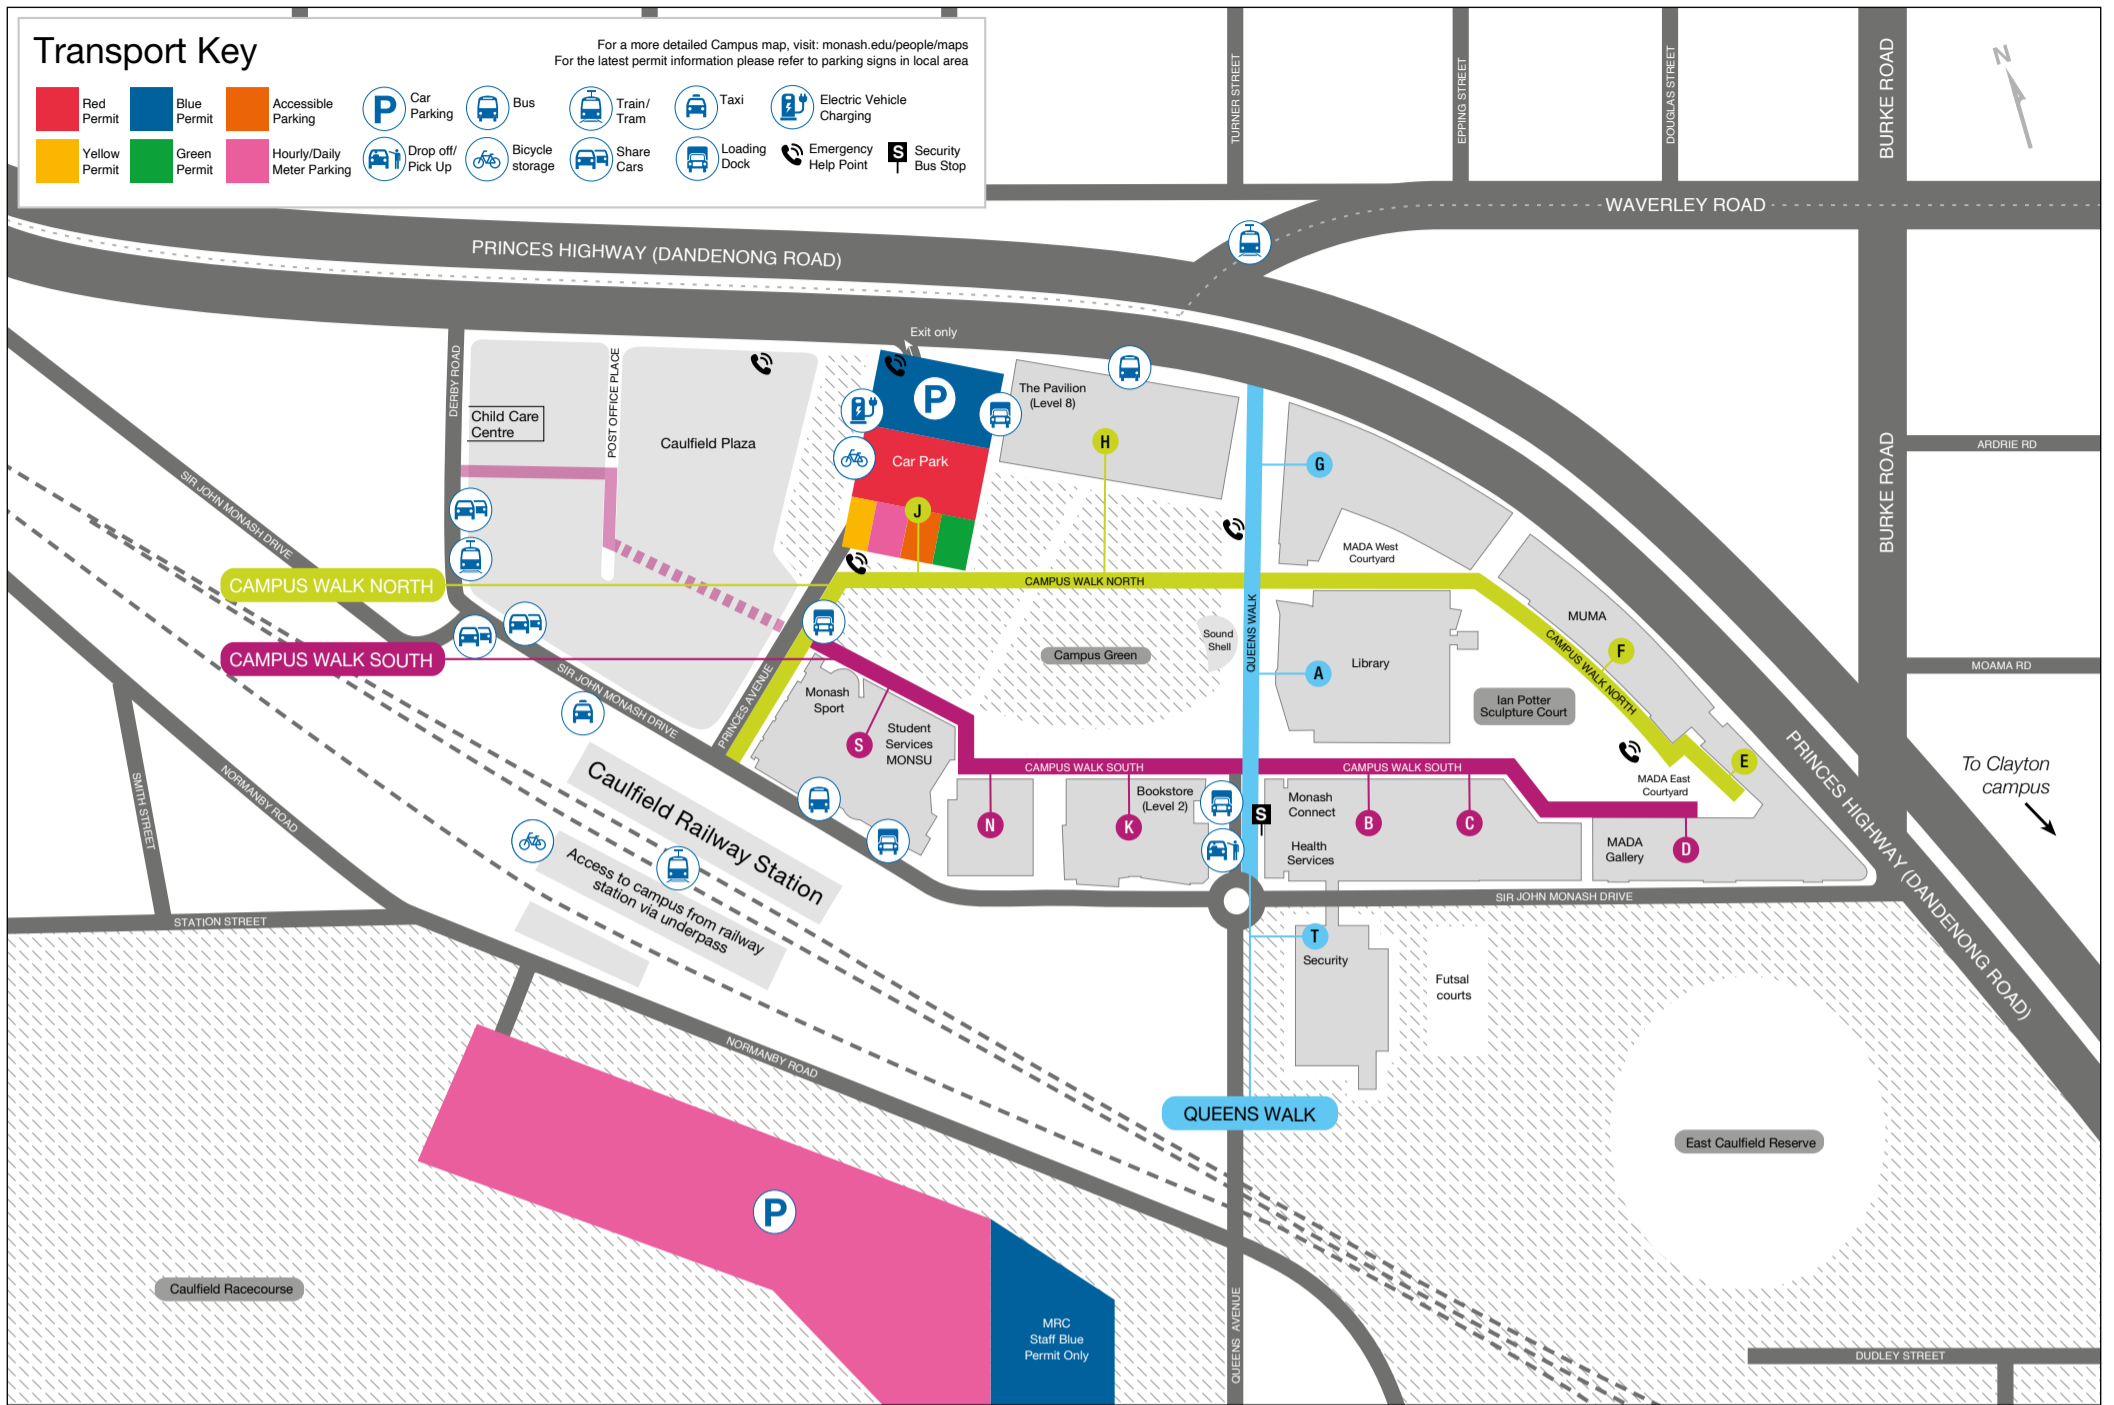 Transport Key
For a more detailed Campus map, visit: monash.edu/people/maps
For the latest permit information please refer to parking signs in local area
Red
Permit
Blue
Permit
Accessible
Parking
P
Car
Parking
Bus
Train/
Tram
Taxi
Electric Vehicle
Charging
Yellow
Permit
Green
Permit
Hourly/Daily
Meter Parking
Drop off/
Pick Up
Bicycle
storage
Share
Cars
Loading
Dock
Emergency
Help Point
S
Security
Bus Stop
TURNER STREET
EPPING STREET
DOUGLAS STREET
BURKE ROAD
N
WAVERLEY ROAD
PRINCES HIGHWAY (DANDENONG ROAD)
Exit only
DERBY ROAD
POST OFFICE PLACE
Child Care
Centre
Caulfield Plaza
P
Car Park
J
The Pavilion
(Level 8)
H
G
MADA West
Courtyard
BURKE ROAD
ARDRIE RD
SIR JOHN MONASH DRIVE
CAMPUS WALK NORTH
CAMPUS WALK NORTH
QUEENS WALK
MUMA
F
CAMPUS WALK NORTH
Sound
Shell
Campus Green
Library
A
MOAMA RD
CAMPUS WALK SOUTH
SIR JOHN MONASH DRIVE
PRINCES AVENUE
Monash
Sport
S
Student
Services
MONSU
Ian Potter
Sculpture Court
CAMPUS WALK SOUTH
CAMPUS WALK SOUTH
MADA East
Courtyard
E
PRINCES HIGHWAY (DANDENONG ROAD)
To Clayton
campus
SMITH STREET
NORMANBY ROAD
Caulfield Railway Station
Access to campus from railway
station via underpass
N
K
Bookstore
(Level 2)
S
Monash
Connect
Health
Services
B
C
MADA
Gallery
D
SIR JOHN MONASH DRIVE
STATION STREET
T
Security
Futsal
courts
NORMANBY ROAD
QUEENS WALK
East Caulfield Reserve
P
Caulfield Racecourse
MRC
Staff Blue
Permit Only
QUEENS AVENUE
DUDLEY STREET